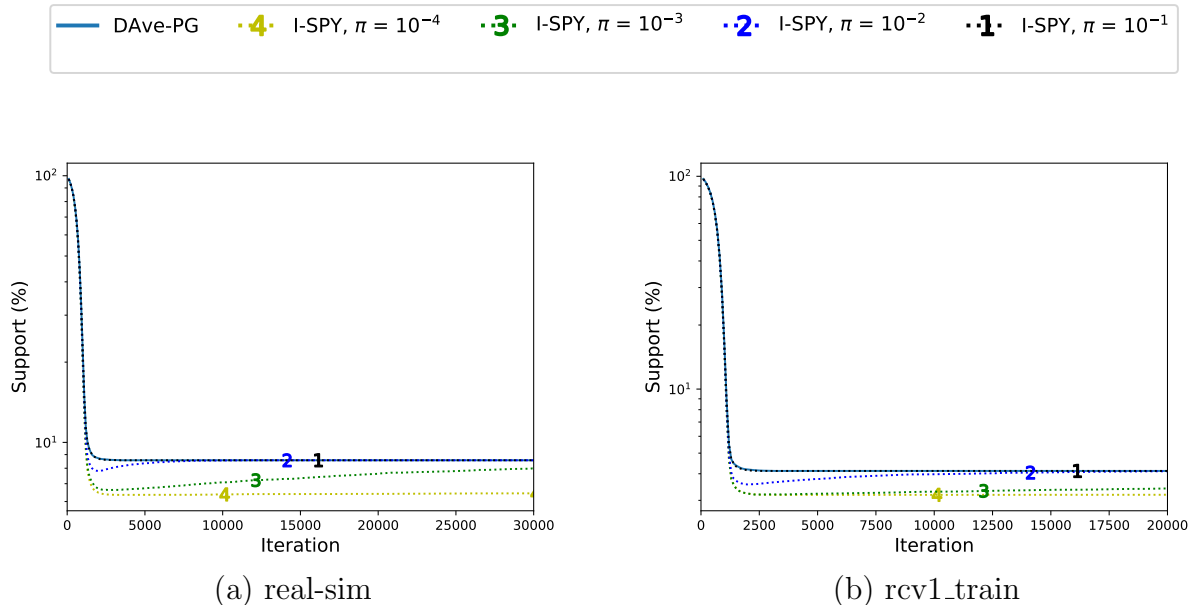 DAve-PG 4 I-SPY, π = 10⁻⁴ 3 I-SPY, π = 10⁻³ 2 I-SPY, π = 10⁻² 1 I-SPY, π = 10⁻¹
10²
10¹
Support (%)
4 3 2 1 4
0 5000 10000 15000 20000 25000 30000
Iteration
(a) real-sim
10²
10¹
Support (%)
4 3 2 1
0 2500 5000 7500 10000 12500 15000 17500 20000
Iteration
(b) rcv1_train